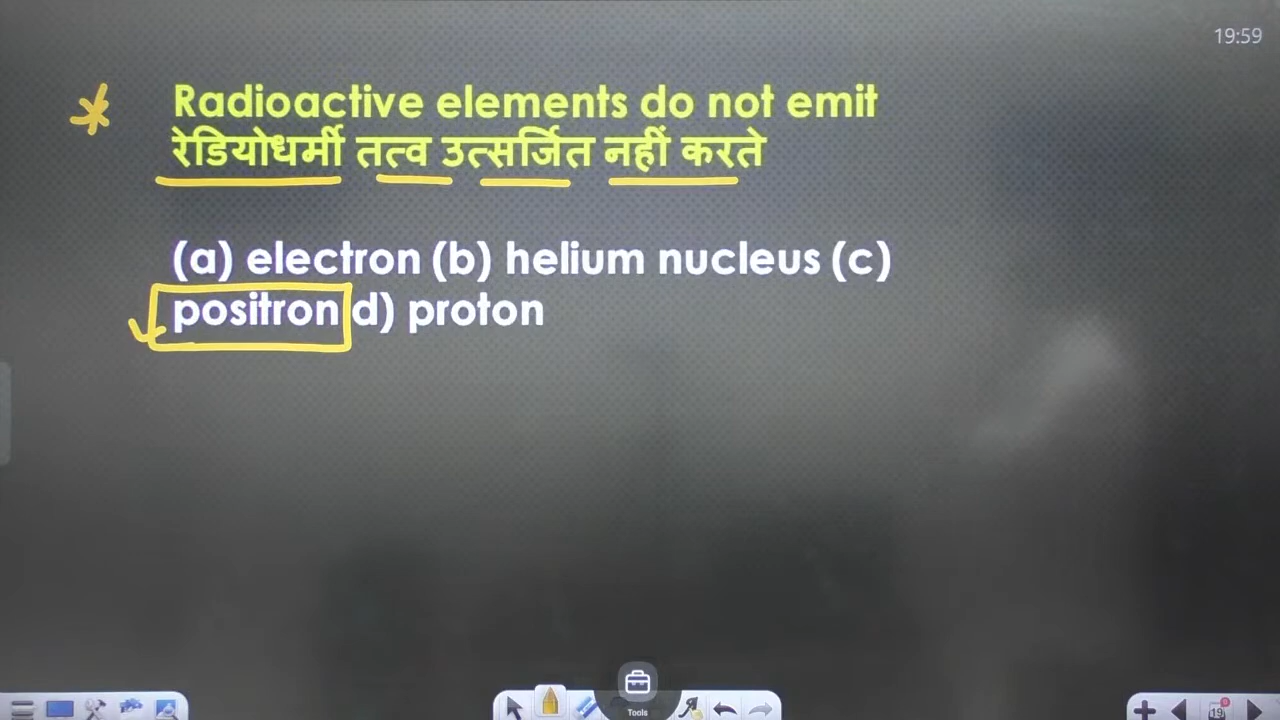 19:59
Radioactive elements do not emit
रेडियोधर्मी तत्व उत्सर्जित नहीं करते
(a) electron (b) helium nucleus (c)
positron d) proton
Tools
19